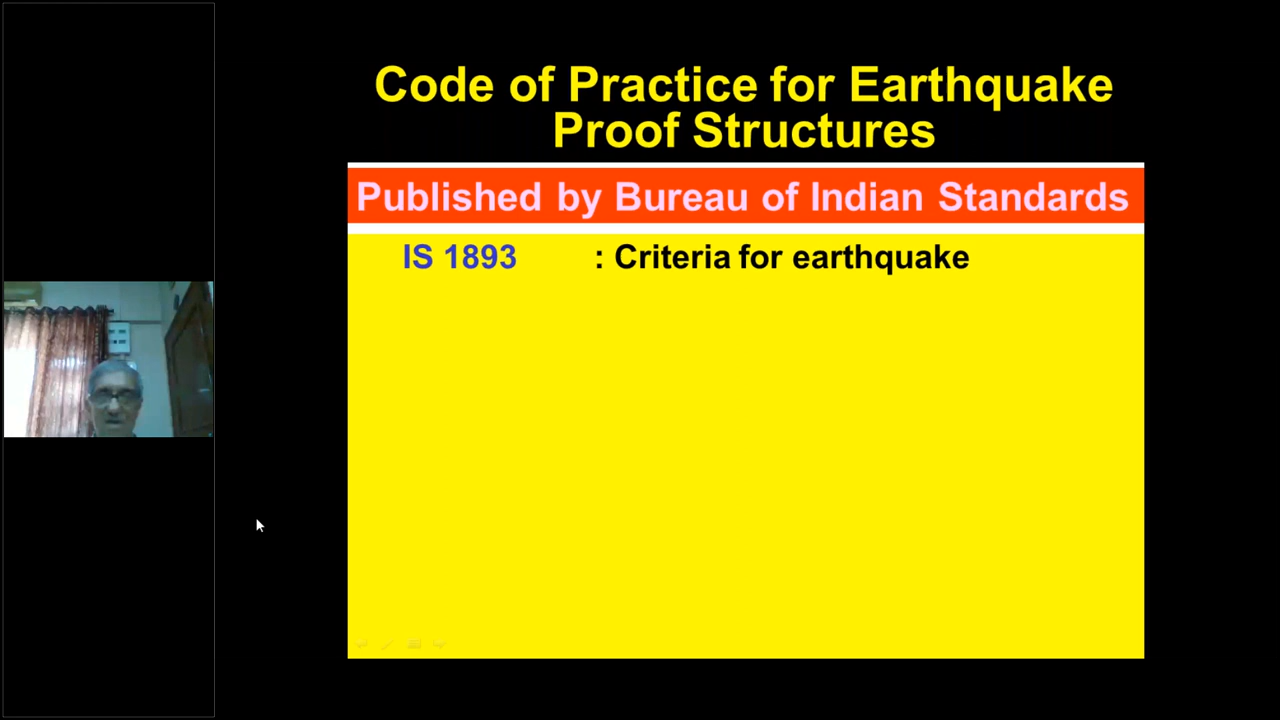 Code of Practice for Earthquake
Proof Structures
Published by Bureau of Indian Standards
IS 1893 : Criteria for earthquake